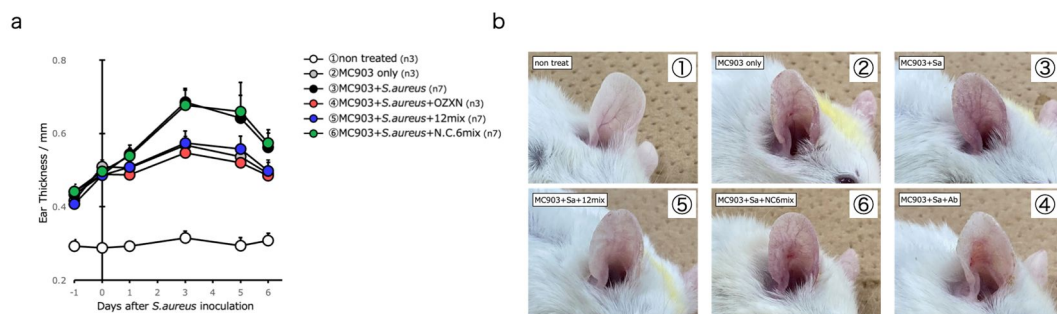 a
Ear Thickness / mm
0.8
0.6
0.4
0.2
-1 0 1 2 3 4 5 6
Days after S.aureus inoculation
①non treated (n3)
②MC903 only (n3)
③MC903+S.aureus (n7)
④MC903+S.aureus+OZXN (n3)
⑤MC903+S.aureus+12mix (n7)
⑥MC903+S.aureus+N.C.6mix (n7)
b
non treat ①
MC903 only ②
MC903+Sa ③
MC903+Sa+12mix ⑤
MC903+Sa+NC6mix ⑥
MC903+Sa+Ab ④